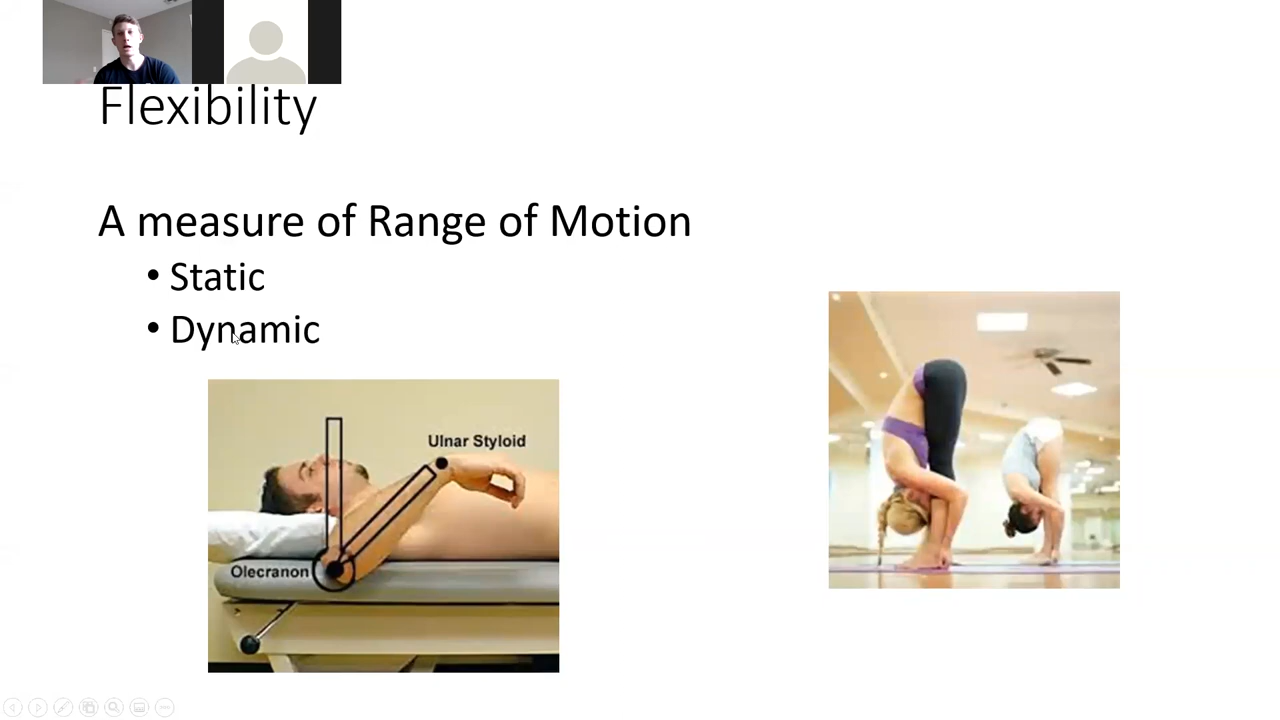 Flexibility
A measure of Range of Motion
• Static
• Dynamic
Ulnar Styloid
Olecranon